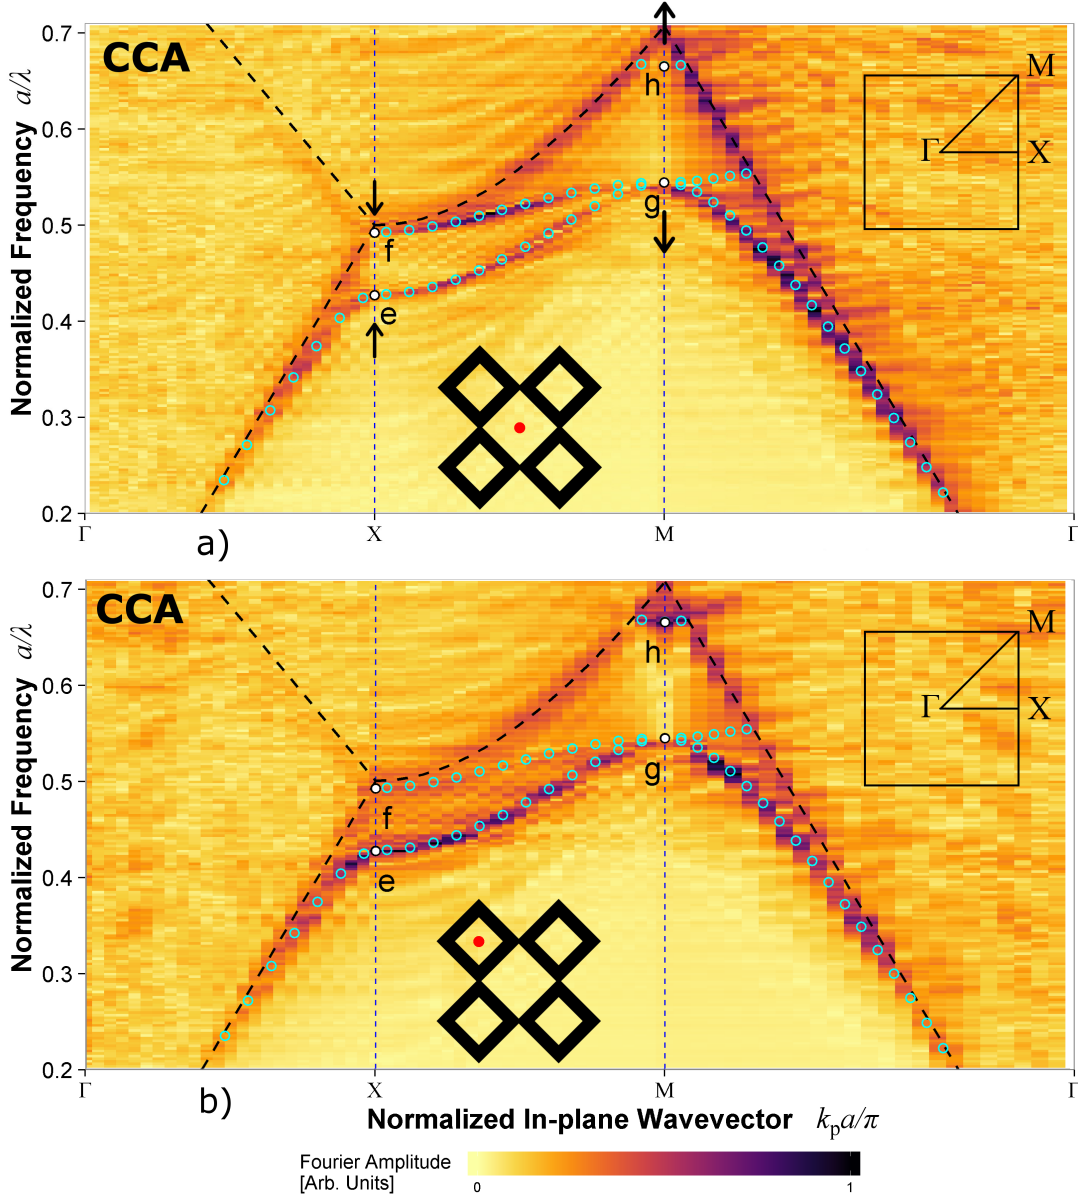 CCA
0.7
0.6
0.5
0.4
0.3
0.2
Normalized Frequency a/λ
h
g
f
e
M
Γ
X
Γ
X
M
Γ
a)
CCA
0.7
0.6
0.5
0.4
0.3
0.2
Normalized Frequency a/λ
h
g
f
e
M
Γ
X
Γ
X
M
Γ
b)
Normalized In-plane Wavevector kₚa/π
Fourier Amplitude
[Arb. Units]
0
1